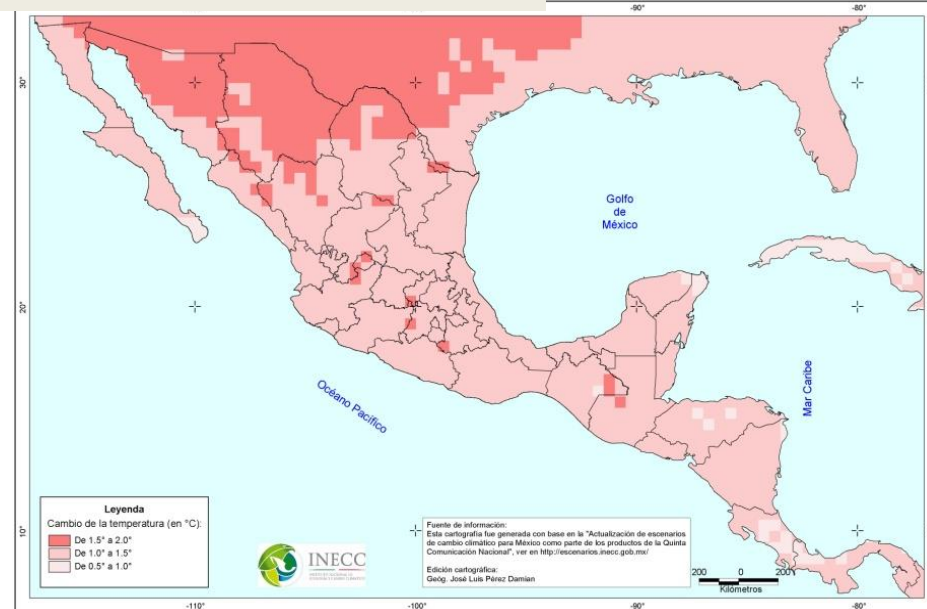 -90°
-80°
30°
20°
10°
Golfo
de
México
Océano Pacífico
Mar Caribe
Leyenda
Cambio de la temperatura (en °C):
De 1.5° a 2.0°
De 1.0° a 1.5°
De 0.5° a 1.0°
INECC
Fuente de información:
Esta cartografía fue generada con base en la "Actualización de escenarios
de cambio climático para México como parte de los productos de la Quinta
Comunicación Nacional", ver en http://escenarios.inecc.gob.mx/
Edición cartográfica:
Geóg. José Luis Pérez Damian
200 0 200
Kilómetros
-110°
-100°
-90°
-80°